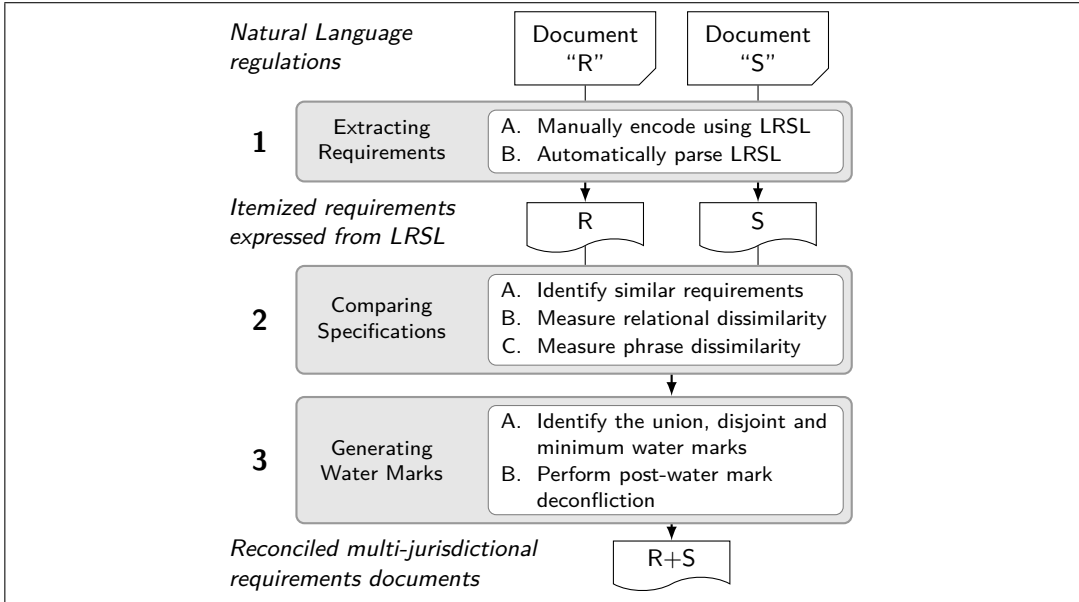 Natural Language
regulations
Document
“R”
Document
“S”
1
Extracting
Requirements
A. Manually encode using LRSL
B. Automatically parse LRSL
Itemized requirements
expressed from LRSL
R
S
2
Comparing
Specifications
A. Identify similar requirements
B. Measure relational dissimilarity
C. Measure phrase dissimilarity
3
Generating
Water Marks
A. Identify the union, disjoint and
minimum water marks
B. Perform post-water mark
deconfliction
Reconciled multi-jurisdictional
requirements documents
R+S